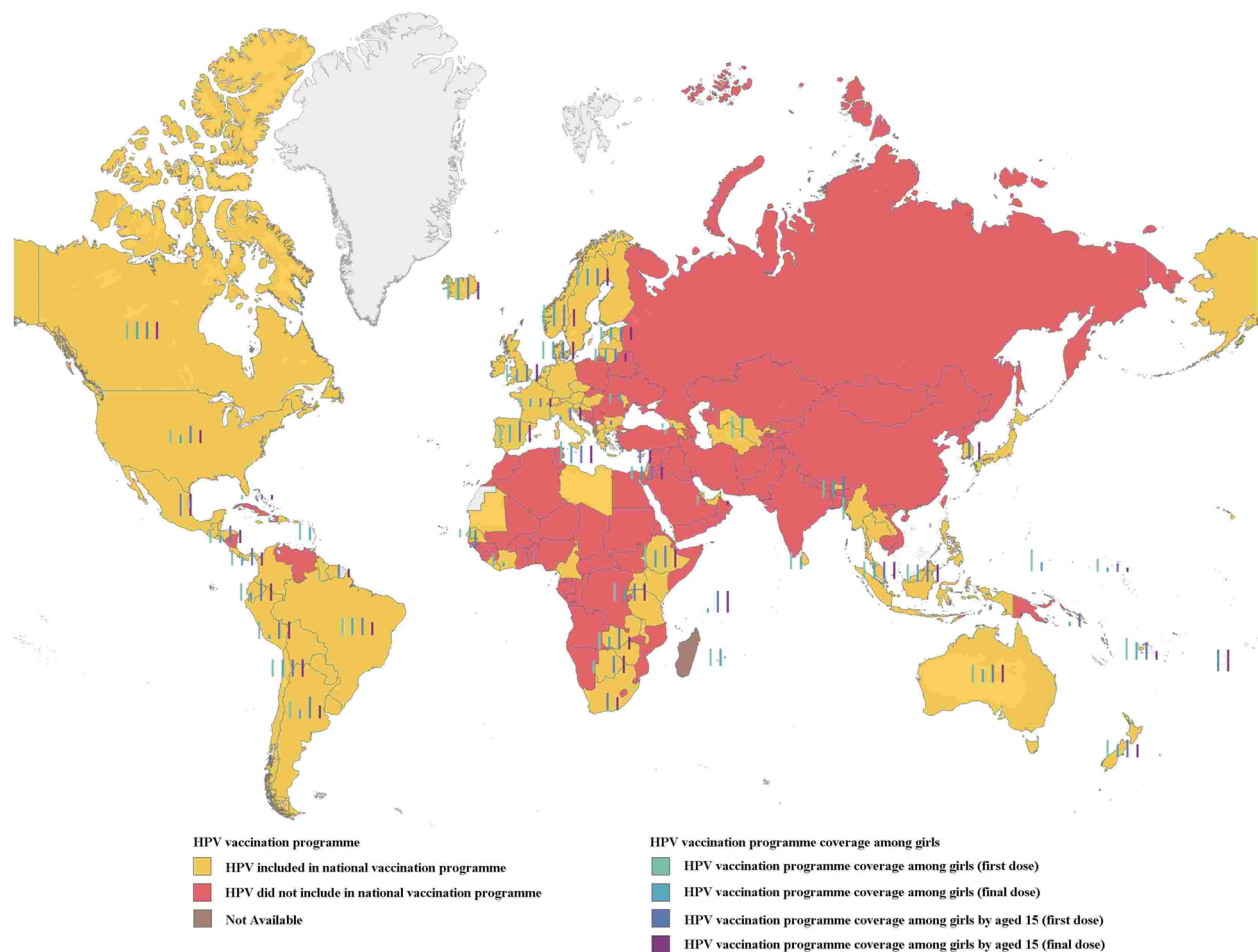 HPV vaccination programme
HPV included in national vaccination programme
HPV did not include in national vaccination programme
Not Available
HPV vaccination programme coverage among girls
HPV vaccination programme coverage among girls (first dose)
HPV vaccination programme coverage among girls (final dose)
HPV vaccination programme coverage among girls by aged 15 (first dose)
HPV vaccination programme coverage among girls by aged 15 (final dose)